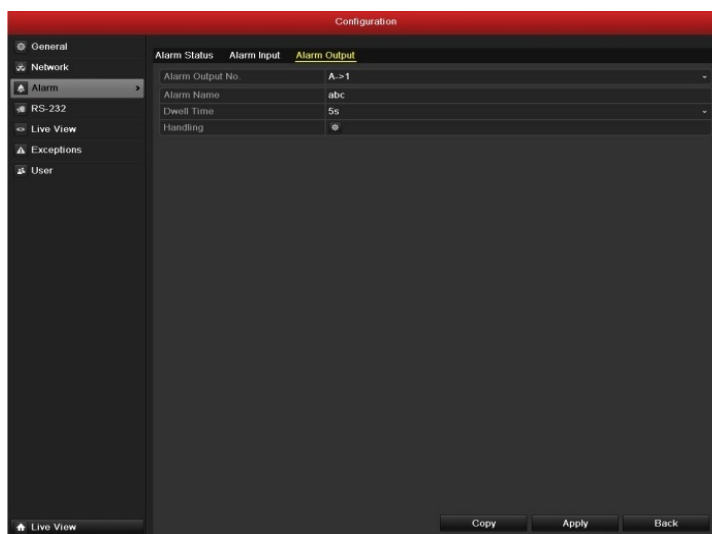 Configuration
General
Network
Alarm
RS-232
Live View
Exceptions
User
Live View
Alarm Status Alarm Input Alarm Output
Alarm Output No. A->1
Alarm Name abc
Dwell Time 5s
Handling
Copy Apply Back